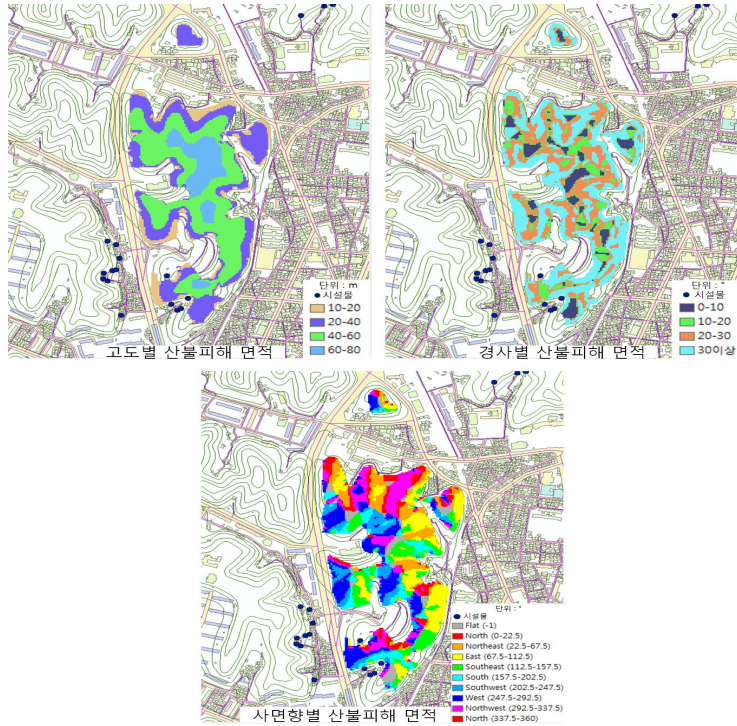 단위 : m
시설물
10-20
20-40
40-60
60-80
고도별 산불피해 면적
단위 : °
시설물
0-10
10-20
20-30
30이상
경사별 산불피해 면적
단위 : °
시설물
Flat (-1)
North (0-22.5)
Northeast (22.5-67.5)
East (67.5-112.5)
Southeast (112.5-157.5)
South (157.5-202.5)
Southwest (202.5-247.5)
West (247.5-292.5)
Northwest (292.5-337.5)
North (337.5-360)
사면향별 산불피해 면적